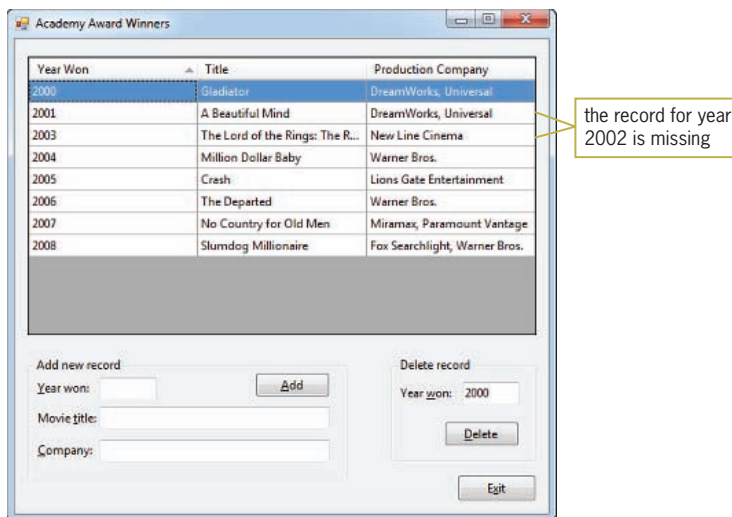 Academy Award Winners
Year Won Title Production Company
2000 Gladiator DreamWorks, Universal
2001 A Beautiful Mind DreamWorks, Universal
2003 The Lord of the Rings: The R... New Line Cinema
2004 Million Dollar Baby Warner Bros.
2005 Crash Lions Gate Entertainment
2006 The Departed Warner Bros.
2007 No Country for Old Men Miramax, Paramount Vantage
2008 Slumdog Millionaire Fox Searchlight, Warner Bros.
the record for year
2002 is missing
Add new record
Year won:
Add
Movie title:
Company:
Delete record
Year won: 2000
Delete
Exit